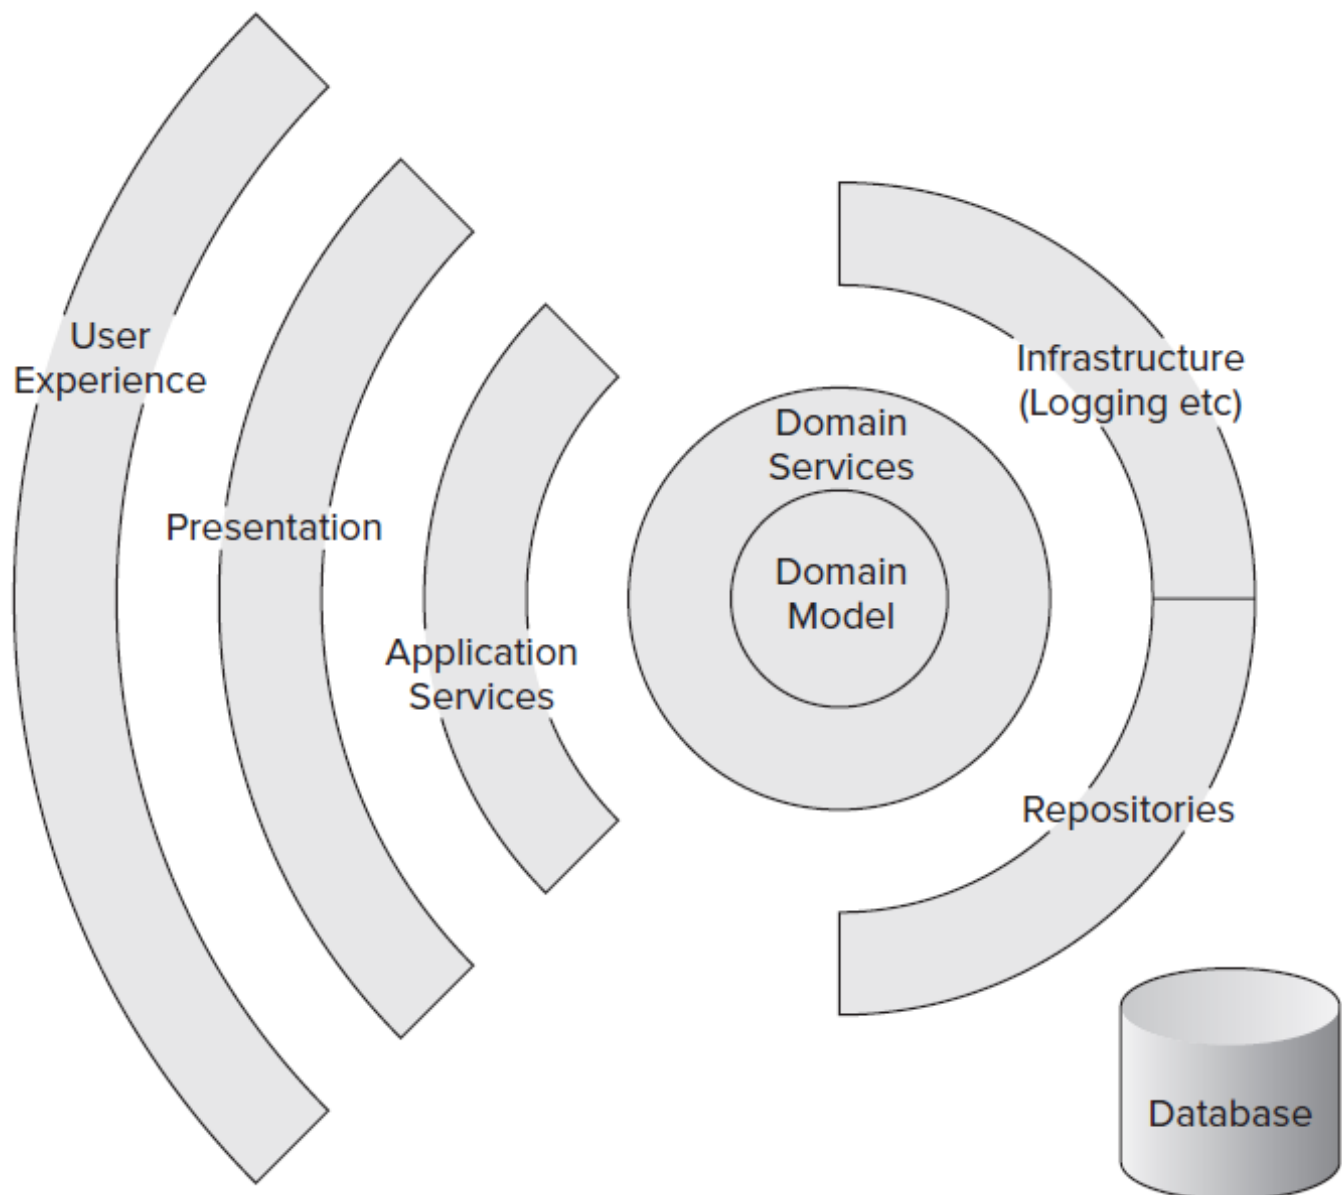 User
Experience
Presentation
Application
Services
Domain
Services
Domain
Model
Infrastructure
(Logging etc)
Repositories
Database